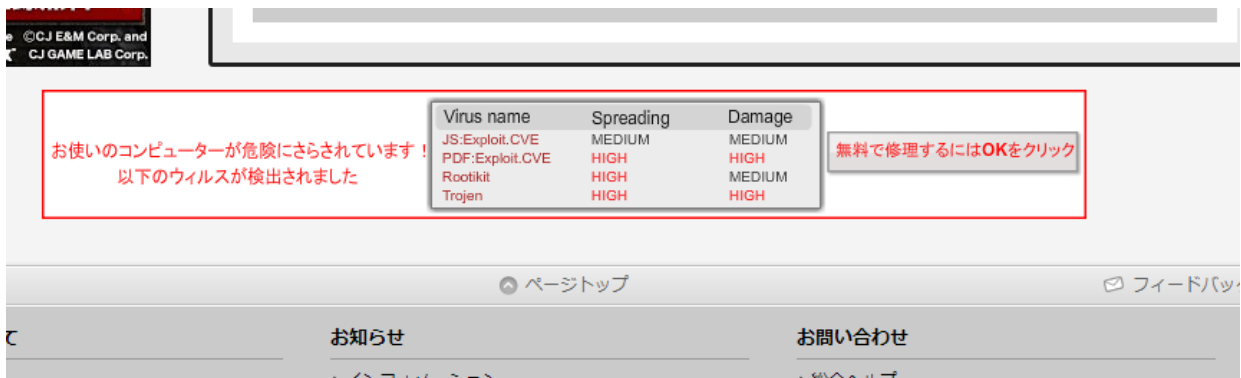 e ©CJ E&M Corp. and
CJ GAME LAB Corp.
お使いのコンピューターが危険にさらされています！
以下のウィルスが検出されました
Virus name Spreading Damage
JS:Exploit.CVE MEDIUM MEDIUM
PDF:Exploit.CVE HIGH HIGH
Rootikit HIGH MEDIUM
Trojen HIGH HIGH
無料で修理するにはOKをクリック
ページトップ
フィードバック
て
お知らせ
お問い合わせ